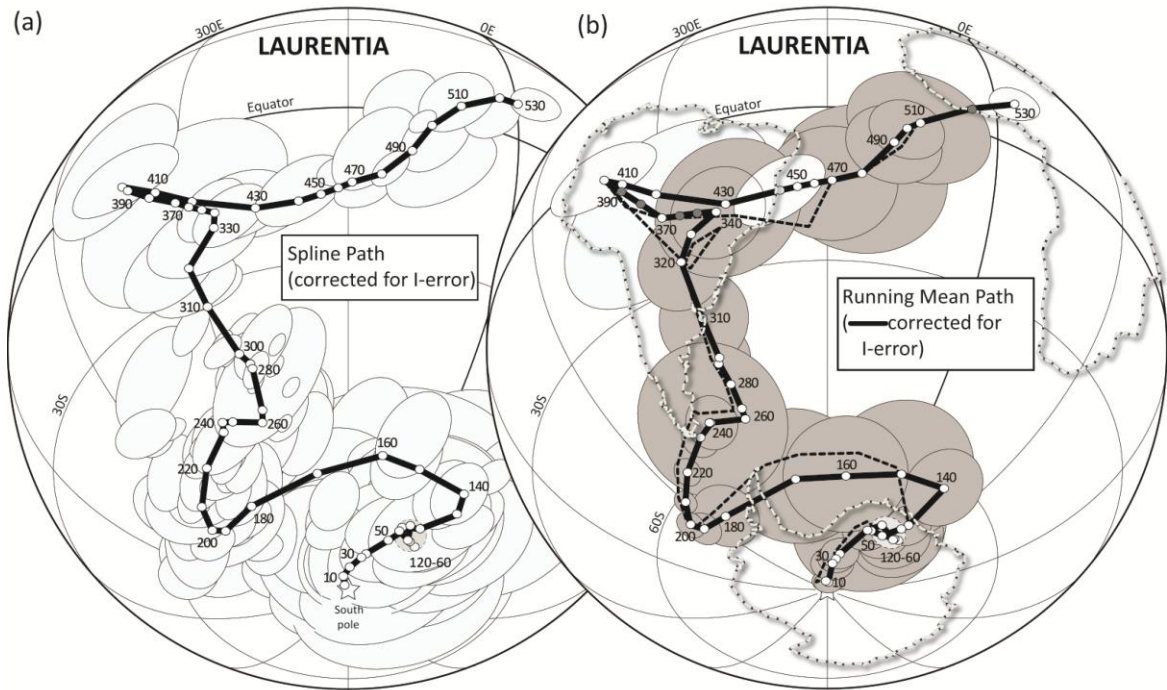 (a)
300E
0E
LAURENTIA
Equator
510
530
490
470
450
430
410
390
370
330
Spline Path
(corrected for I-error)
310
300
280
30S
260
240
220
160
140
180
200
50
30
120-60
10
South
pole
(b)
300E
0E
LAURENTIA
Equator
510
530
490
470
450
430
410
390
370
340
320
Running Mean Path
(corrected for
I-error)
310
280
30S
260
240
220
160
140
180
200
60S
50
30
120-60
10